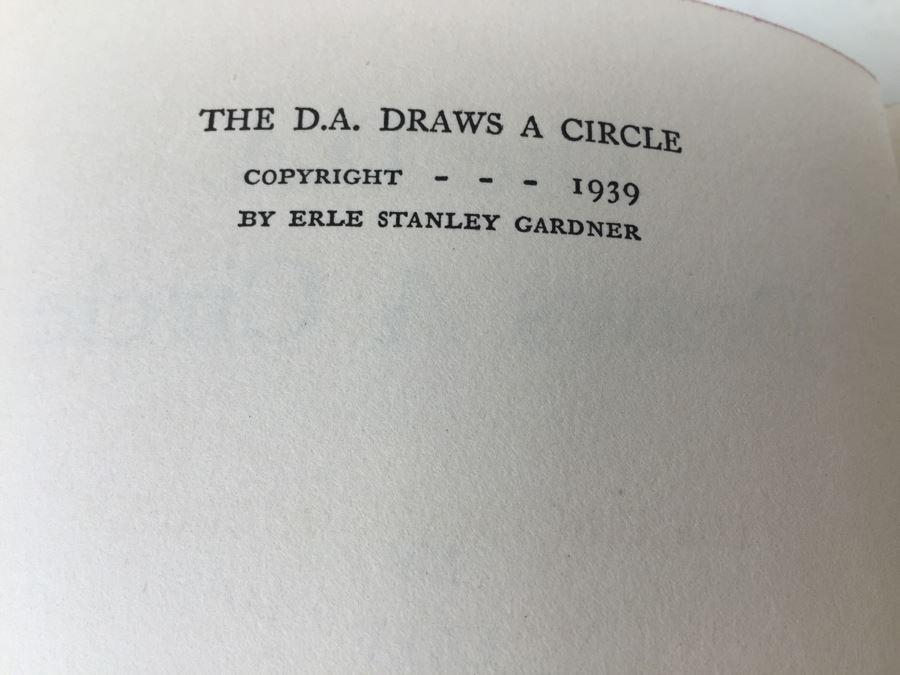 THE D.A. DRAWS A CIRCLE
COPYRIGHT - - - 1939
BY ERLE STANLEY GARDNER